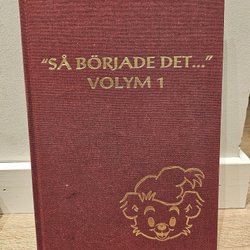 ”SÅ BÖRJADE DET...”
VOLYM 1